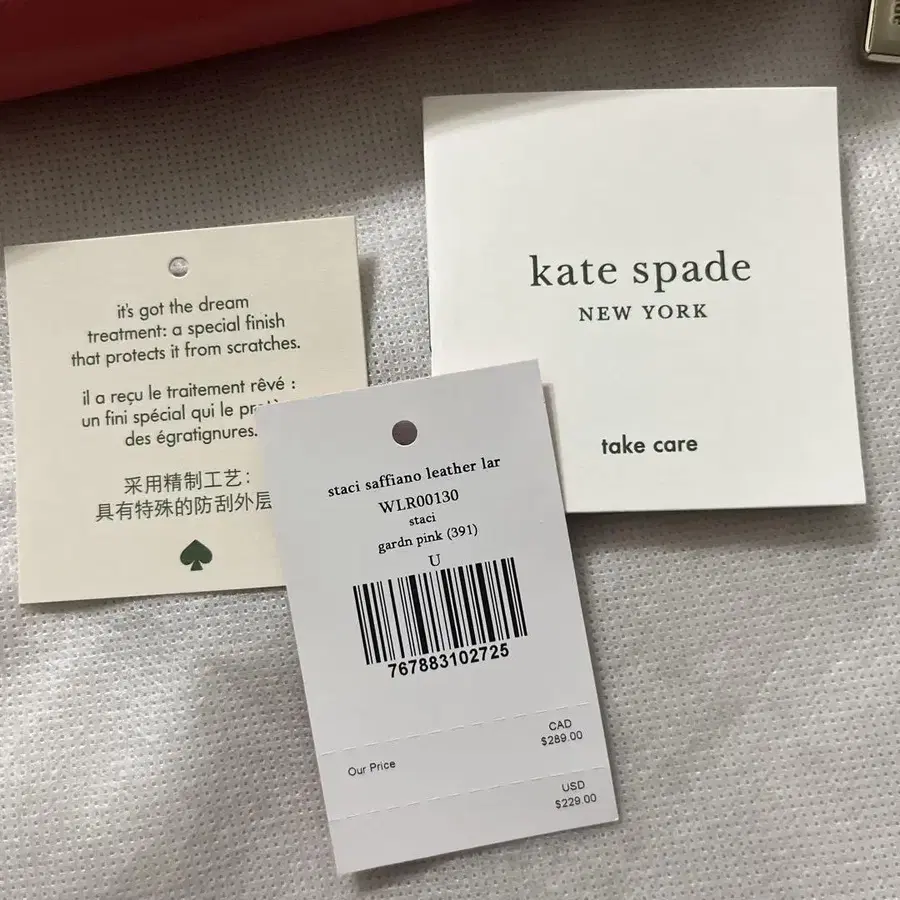 it's got the dream
treatment: a special finish
that protects it from scratches.
il a reçu le traitement rêvé :
un fini spécial qui le
des égratignures.
采用精制工艺：
具有特殊的防刮外层
kate spade
NEW YORK
take care
staci saffiano leather lar
WLR00130
staci
gardn pink (391)
U
767883102725
CAD
$289.00
Our Price
USD
$229.00